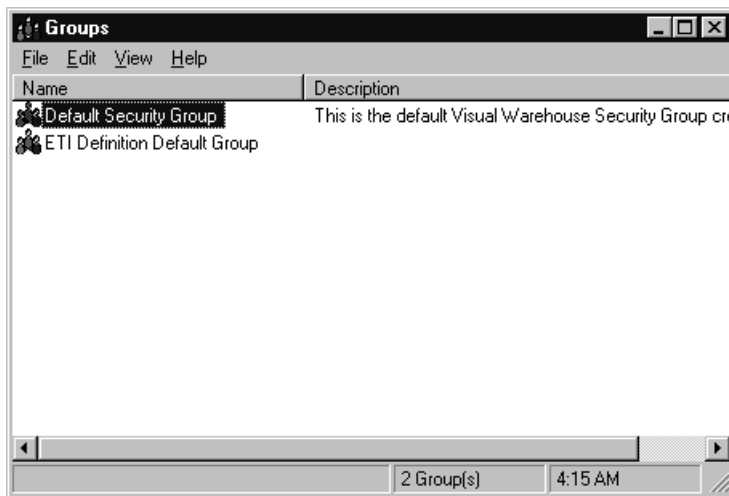 Groups
File Edit View Help
Name Description
Default Security Group This is the default Visual Warehouse Security Group cr
ETI Definition Default Group
2 Group(s) 4:15 AM